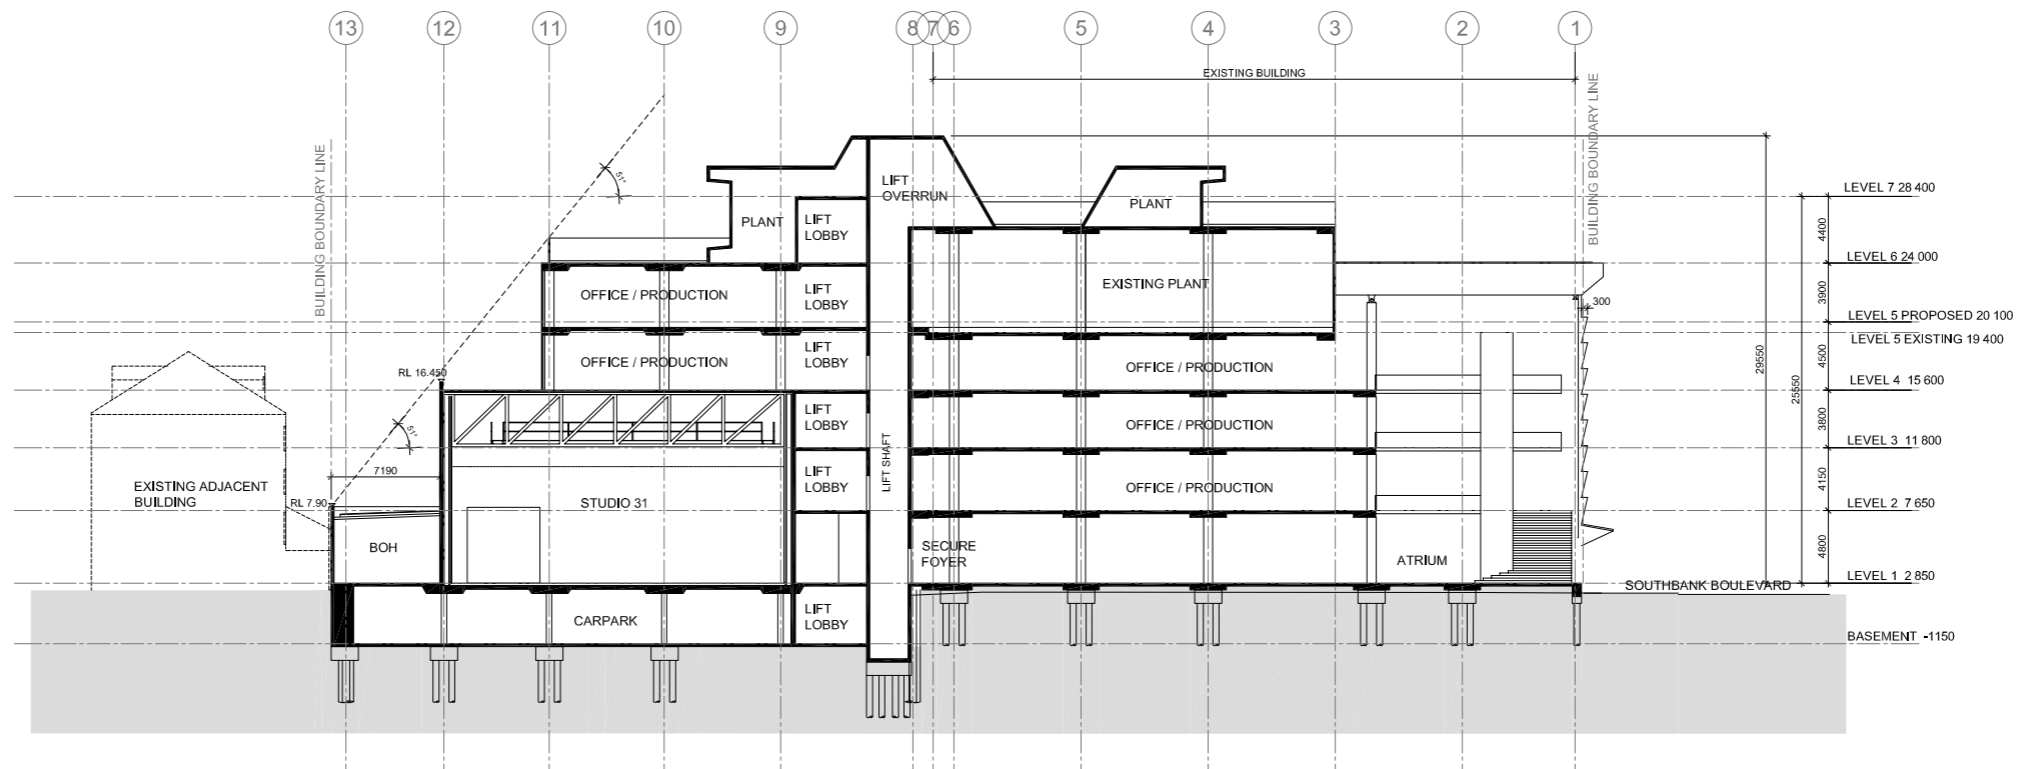 13
12
11
10
9
8
7
6
5
4
3
2
1
EXISTING BUILDING
BUILDING BOUNDARY LINE
BUILDING BOUNDARY LINE
51°
LIFT
OVERRUN
PLANT
LIFT
LOBBY
PLANT
LEVEL 7 28 400
4400
LEVEL 6 24 000
OFFICE / PRODUCTION
LIFT
LOBBY
EXISTING PLANT
300
3900
LEVEL 5 PROPOSED 20 100
LEVEL 5 EXISTING 19 400
OFFICE / PRODUCTION
LIFT
LOBBY
OFFICE / PRODUCTION
29550
25550
4500
RL 16.450
LEVEL 4 15 600
51°
LIFT
LOBBY
OFFICE / PRODUCTION
3800
LEVEL 3 11 800
7190
EXISTING ADJACENT
BUILDING
RL 7.90
STUDIO 31
LIFT
LOBBY
LIFT SHAFT
OFFICE / PRODUCTION
4150
LEVEL 2 7 650
BOH
SECURE
FOYER
ATRIUM
4800
LEVEL 1 2 850
SOUTHBANK BOULEVARD
CARPARK
LIFT
LOBBY
BASEMENT -1150